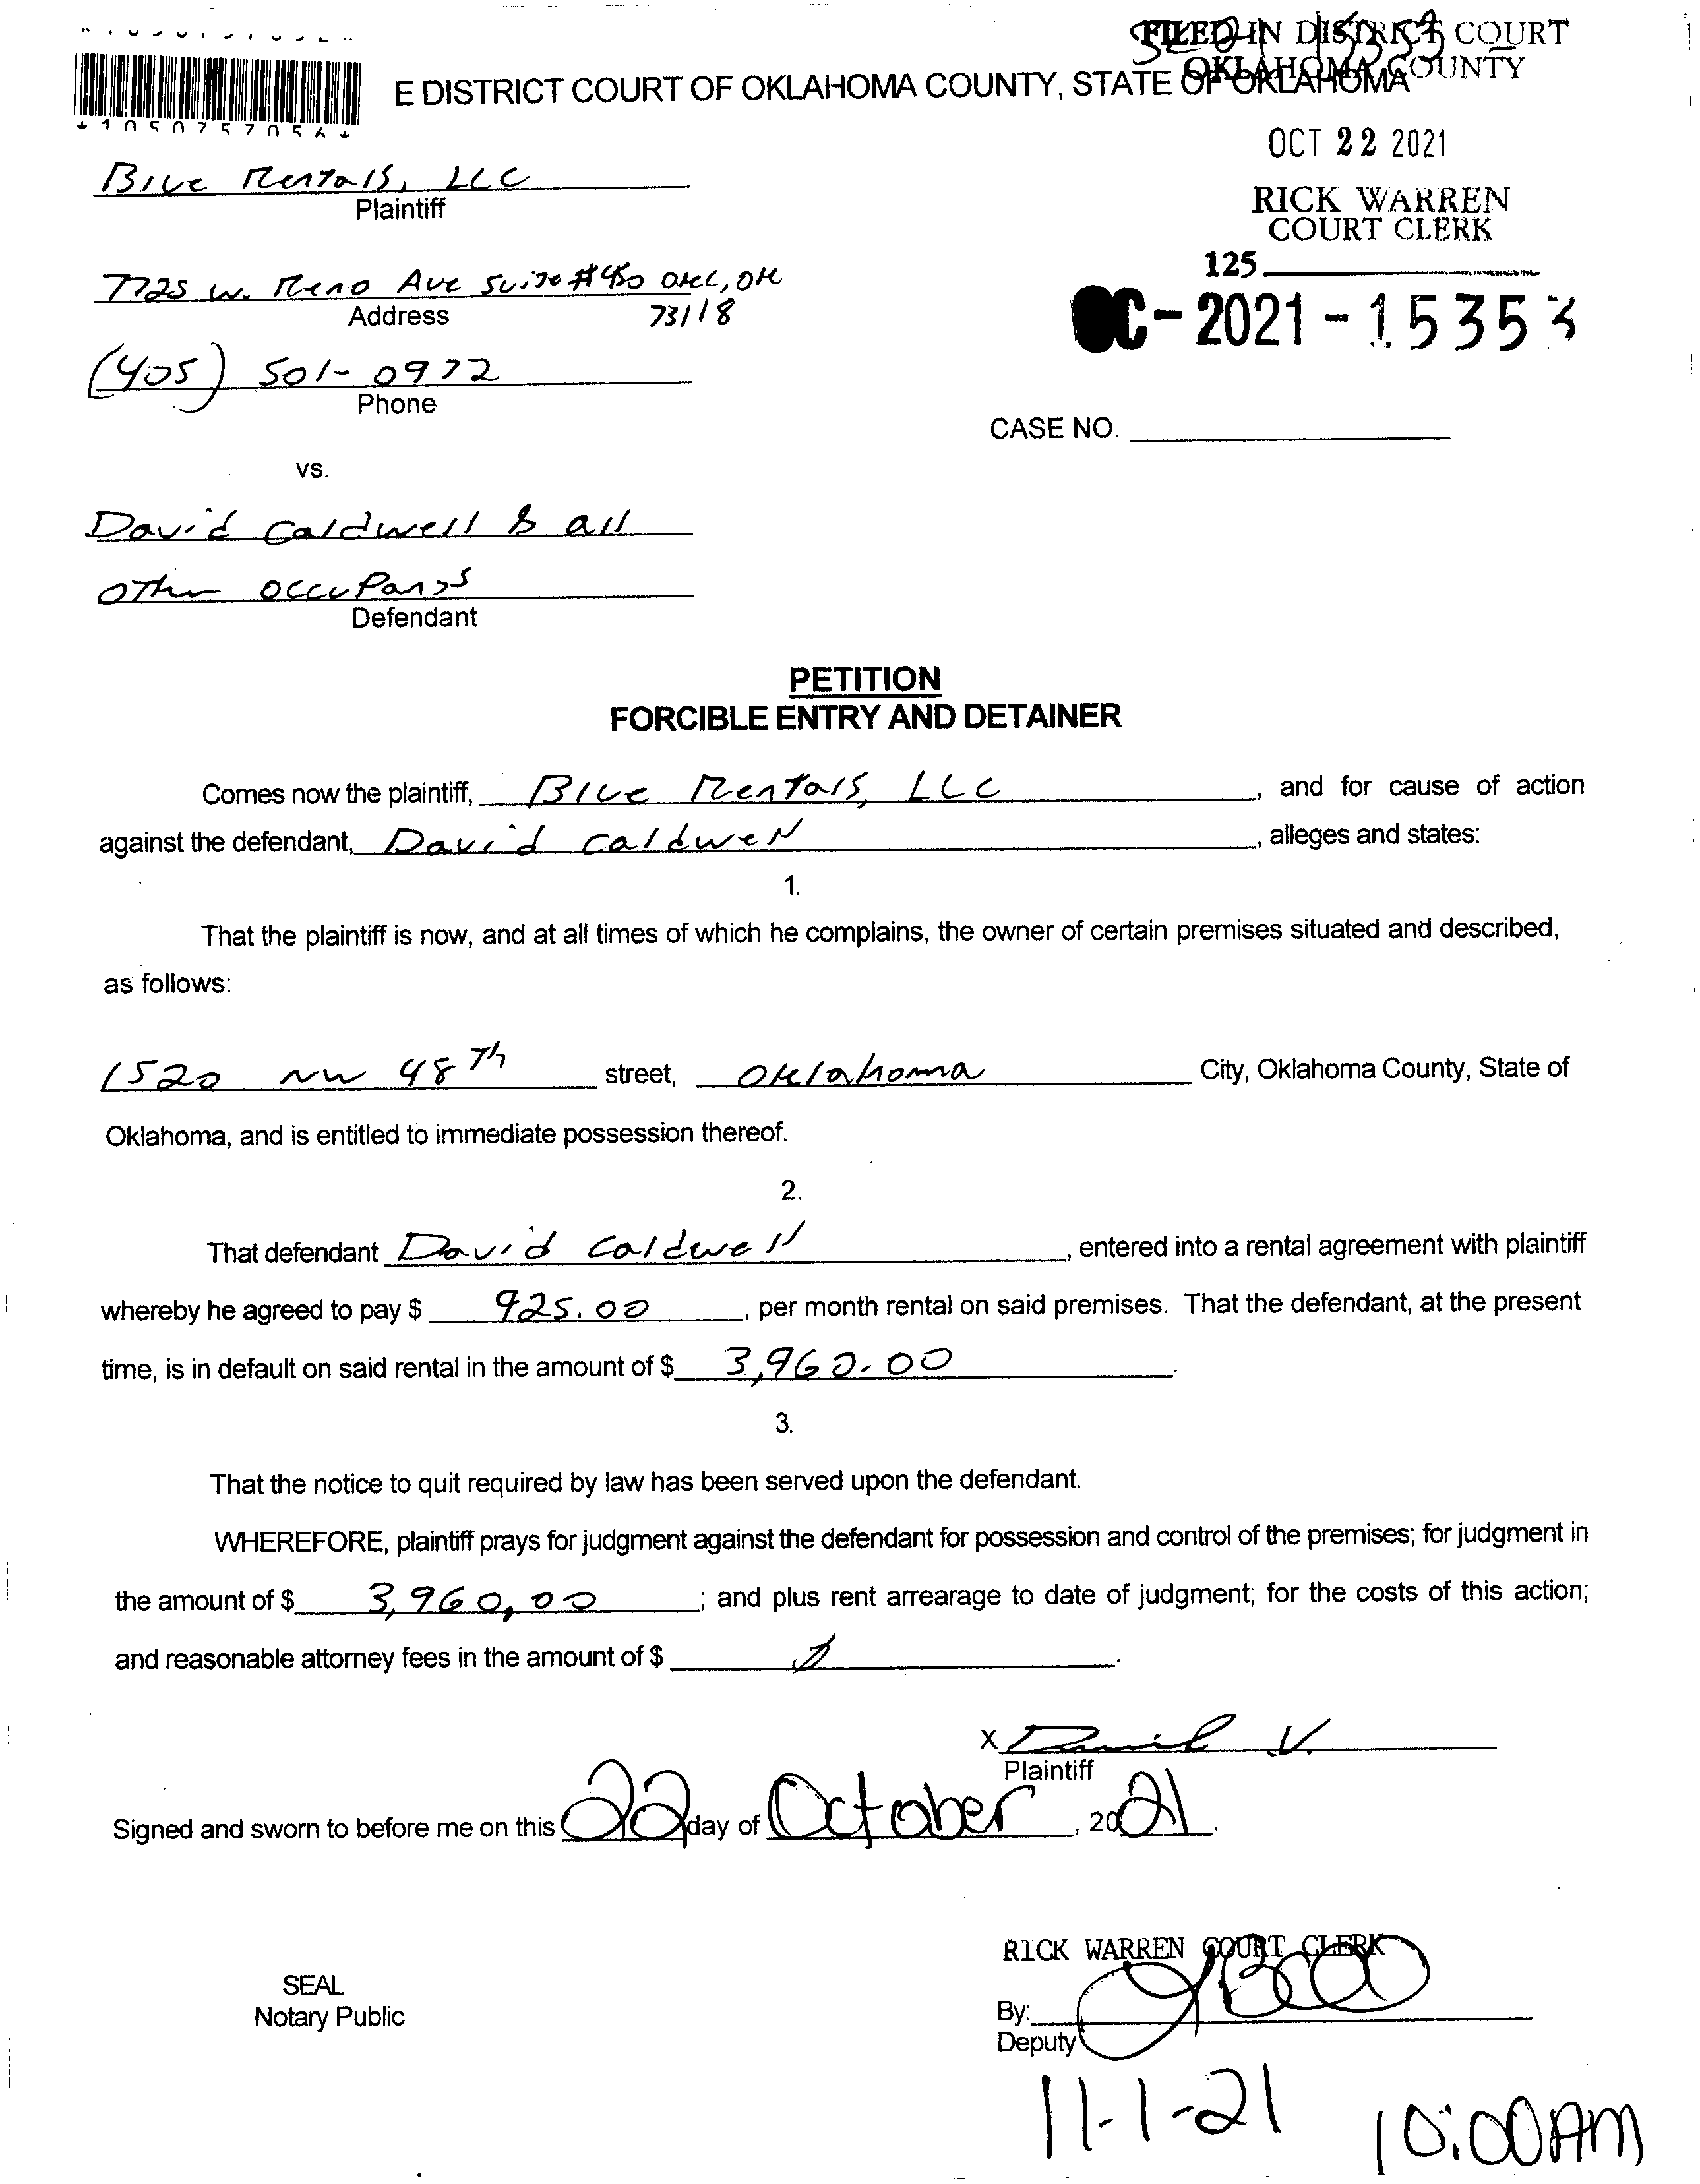 FILED IN DISTRICT COURT
OKLAHOMA COUNTY
E DISTRICT COURT OF OKLAHOMA COUNTY, STATE OF OKLAHOMA
*1050757056*
OCT 22 2021
Blue Rentals, LLC
Plaintiff
RICK WARREN
COURT CLERK
125
7725 W. Reno Ave Suite #450 OKC, OK
Address 73118
-2021-15353
(405) 501-0972
Phone
CASE NO.
vs.
David Caldwell & all
other occupants
Defendant
PETITION
FORCIBLE ENTRY AND DETAINER
Comes now the plaintiff, Blue Rentals, LLC, and for cause of action
against the defendant, David Caldwell, alleges and states:
1.
That the plaintiff is now, and at all times of which he complains, the owner of certain premises situated and described,
as follows:
1520 NW 48th street, Oklahoma City, Oklahoma County, State of
Oklahoma, and is entitled to immediate possession thereof.
2.
That defendant David Caldwell, entered into a rental agreement with plaintiff
whereby he agreed to pay $ 925.00, per month rental on said premises. That the defendant, at the present
time, is in default on said rental in the amount of $ 3,960.00.
3.
That the notice to quit required by law has been served upon the defendant.
WHEREFORE, plaintiff prays for judgment against the defendant for possession and control of the premises; for judgment in
the amount of $ 3,960.00; and plus rent arrearage to date of judgment; for the costs of this action;
and reasonable attorney fees in the amount of $
X
Plaintiff
Signed and sworn to before me on this 22 day of October, 2021.
RICK WARREN COURT CLERK
SEAL
Notary Public
By:
Deputy
11-1-21 10:00AM